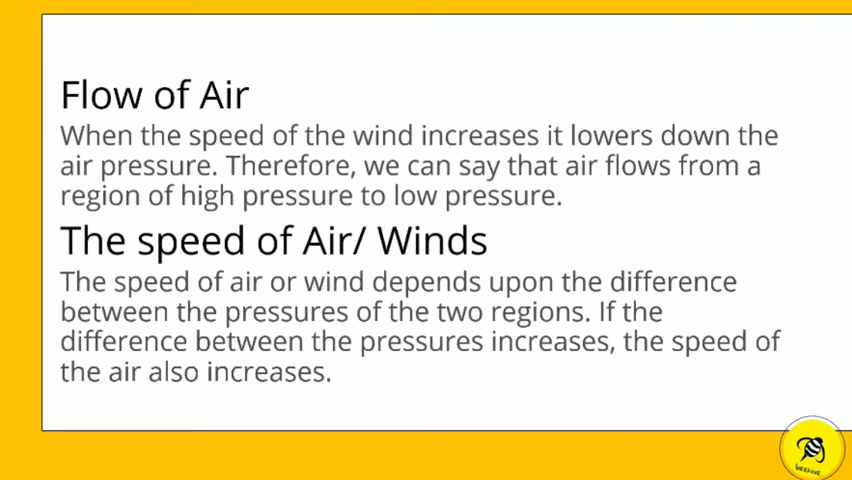 Flow of Air
When the speed of the wind increases it lowers down the
air pressure. Therefore, we can say that air flows from a
region of high pressure to low pressure.
The speed of Air/ Winds
The speed of air or wind depends upon the difference
between the pressures of the two regions. If the
difference between the pressures increases, the speed of
the air also increases.
beehive